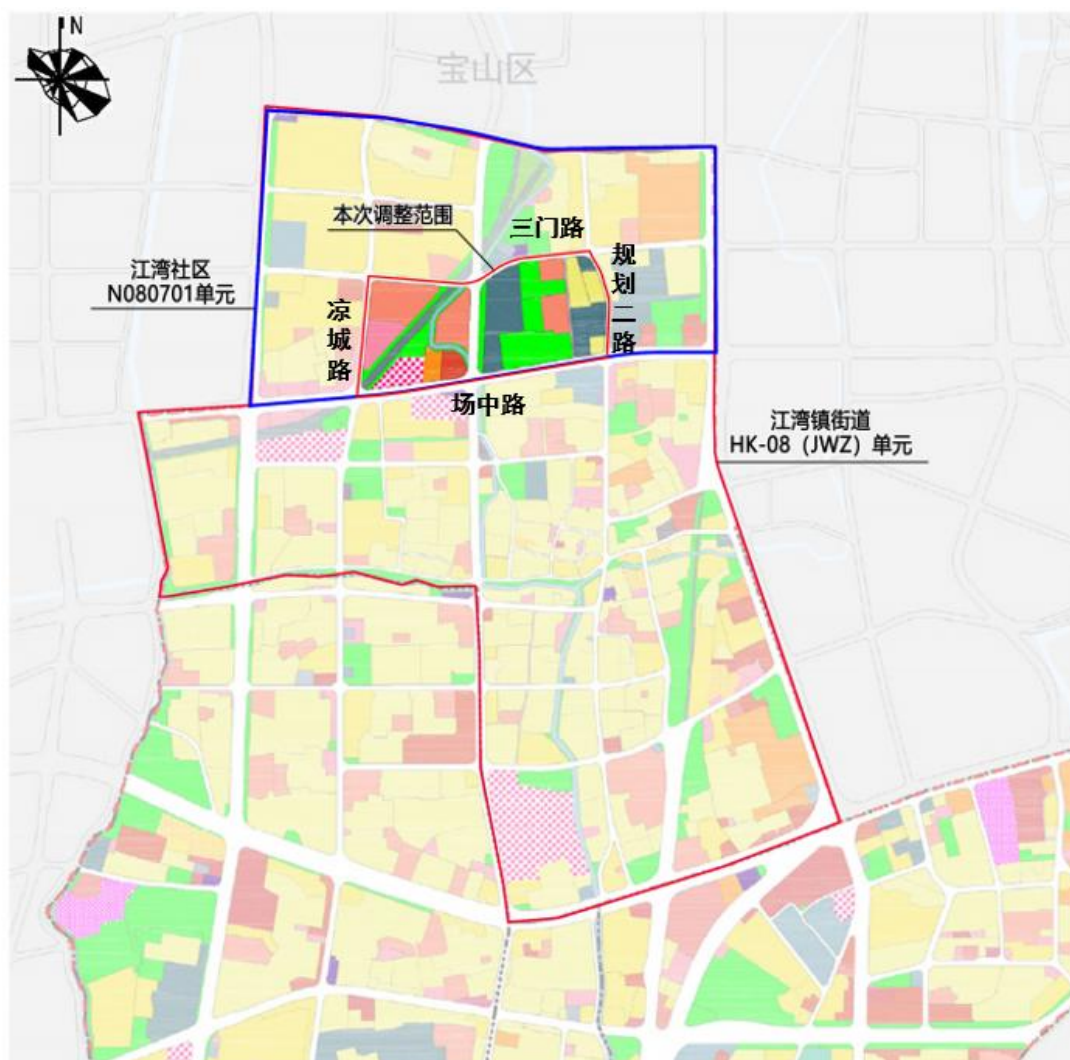 N
宝山区
本次调整范围
三门路
规划二路
江湾社区
N080701单元
凉城路
场中路
江湾镇街道
HK-08（JWZ）单元